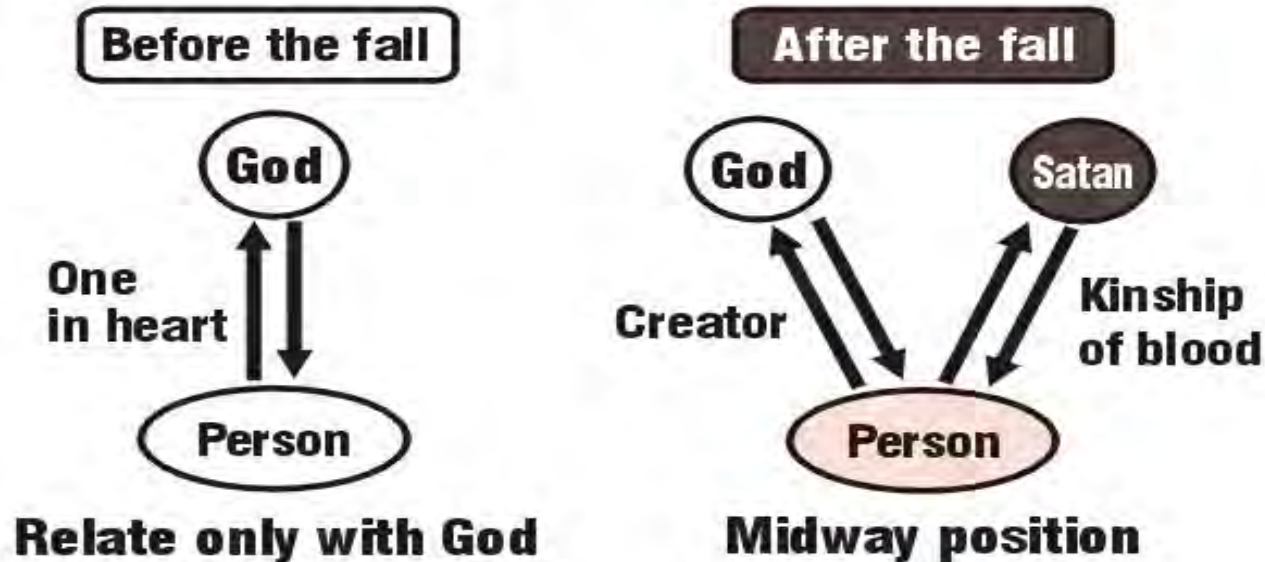 Before the fall
God
One
in heart
Person
Relate only with God
After the fall
God
Satan
Creator
Kinship
of blood
Person
Midway position